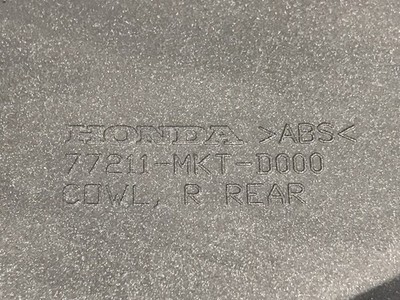 HONDA >ABS<
77211-MKT-D000
COWL, R REAR